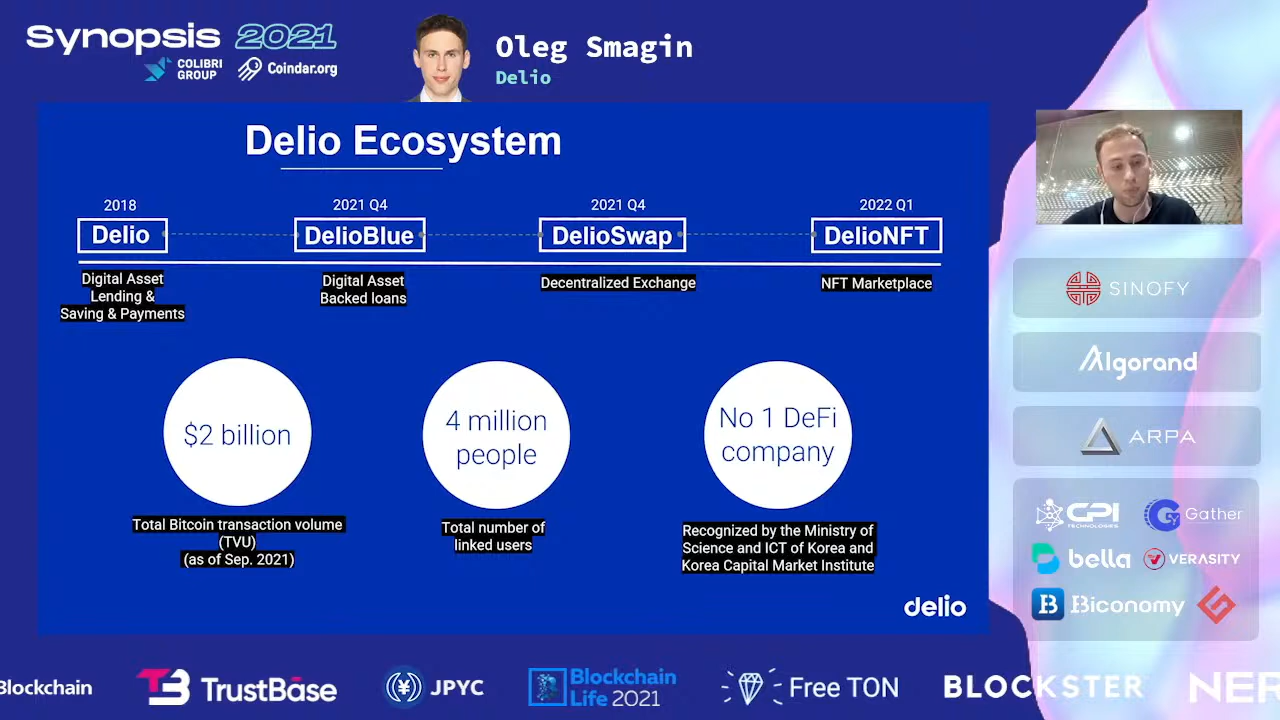 Synopsis 2021
COLIBRI
GROUP
Coindar.org
Oleg Smagin
Delio
Delio Ecosystem
2018
2021 Q4
2021 Q4
2022 Q1
Delio
DelioBlue
DelioSwap
DelioNFT
Digital Asset
Lending &
Saving & Payments
Digital Asset
Backed loans
Decentralized Exchange
NFT Marketplace
$2 billion
4 million
people
No 1 DeFi
company
Total Bitcoin transaction volume
(TVU)
(as of Sep. 2021)
Total number of
linked users
Recognized by the Ministry of
Science and ICT of Korea and
Korea Capital Market Institute
delio
SINOFY
Algorand
ARPA
CPI
TECHNOLOGIES
Gather
bella
VERASITY
Biconomy
Blockchain
TrustBase
JPYC
Blockchain
Life 2021
Free TON
BLOCKSTER